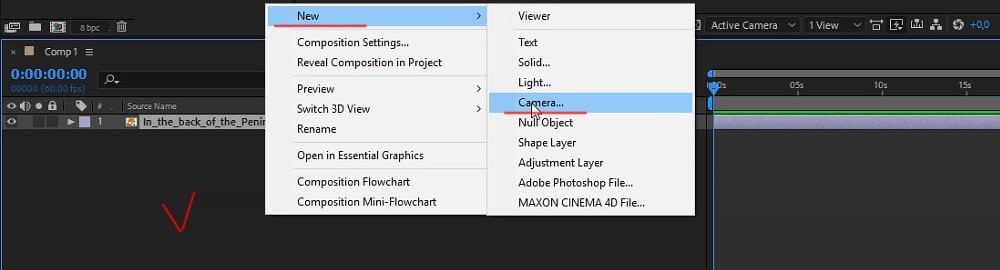 New
Viewer
Composition Settings...
Text
Reveal Composition in Project
Solid...
Preview
Light...
Switch 3D View
Camera...
Rename
Null Object
Open in Essential Graphics
Shape Layer
Composition Flowchart
Adjustment Layer
Composition Mini-Flowchart
Adobe Photoshop File...
MAXON CINEMA 4D File...
8 bpc
Active Camera
1 View
+0,0
Comp 1
0:00:00:00
00000 (60.00 fps)
# Source Name
1 In_the_back_of_the_Penin
00s 05s 10s 15s